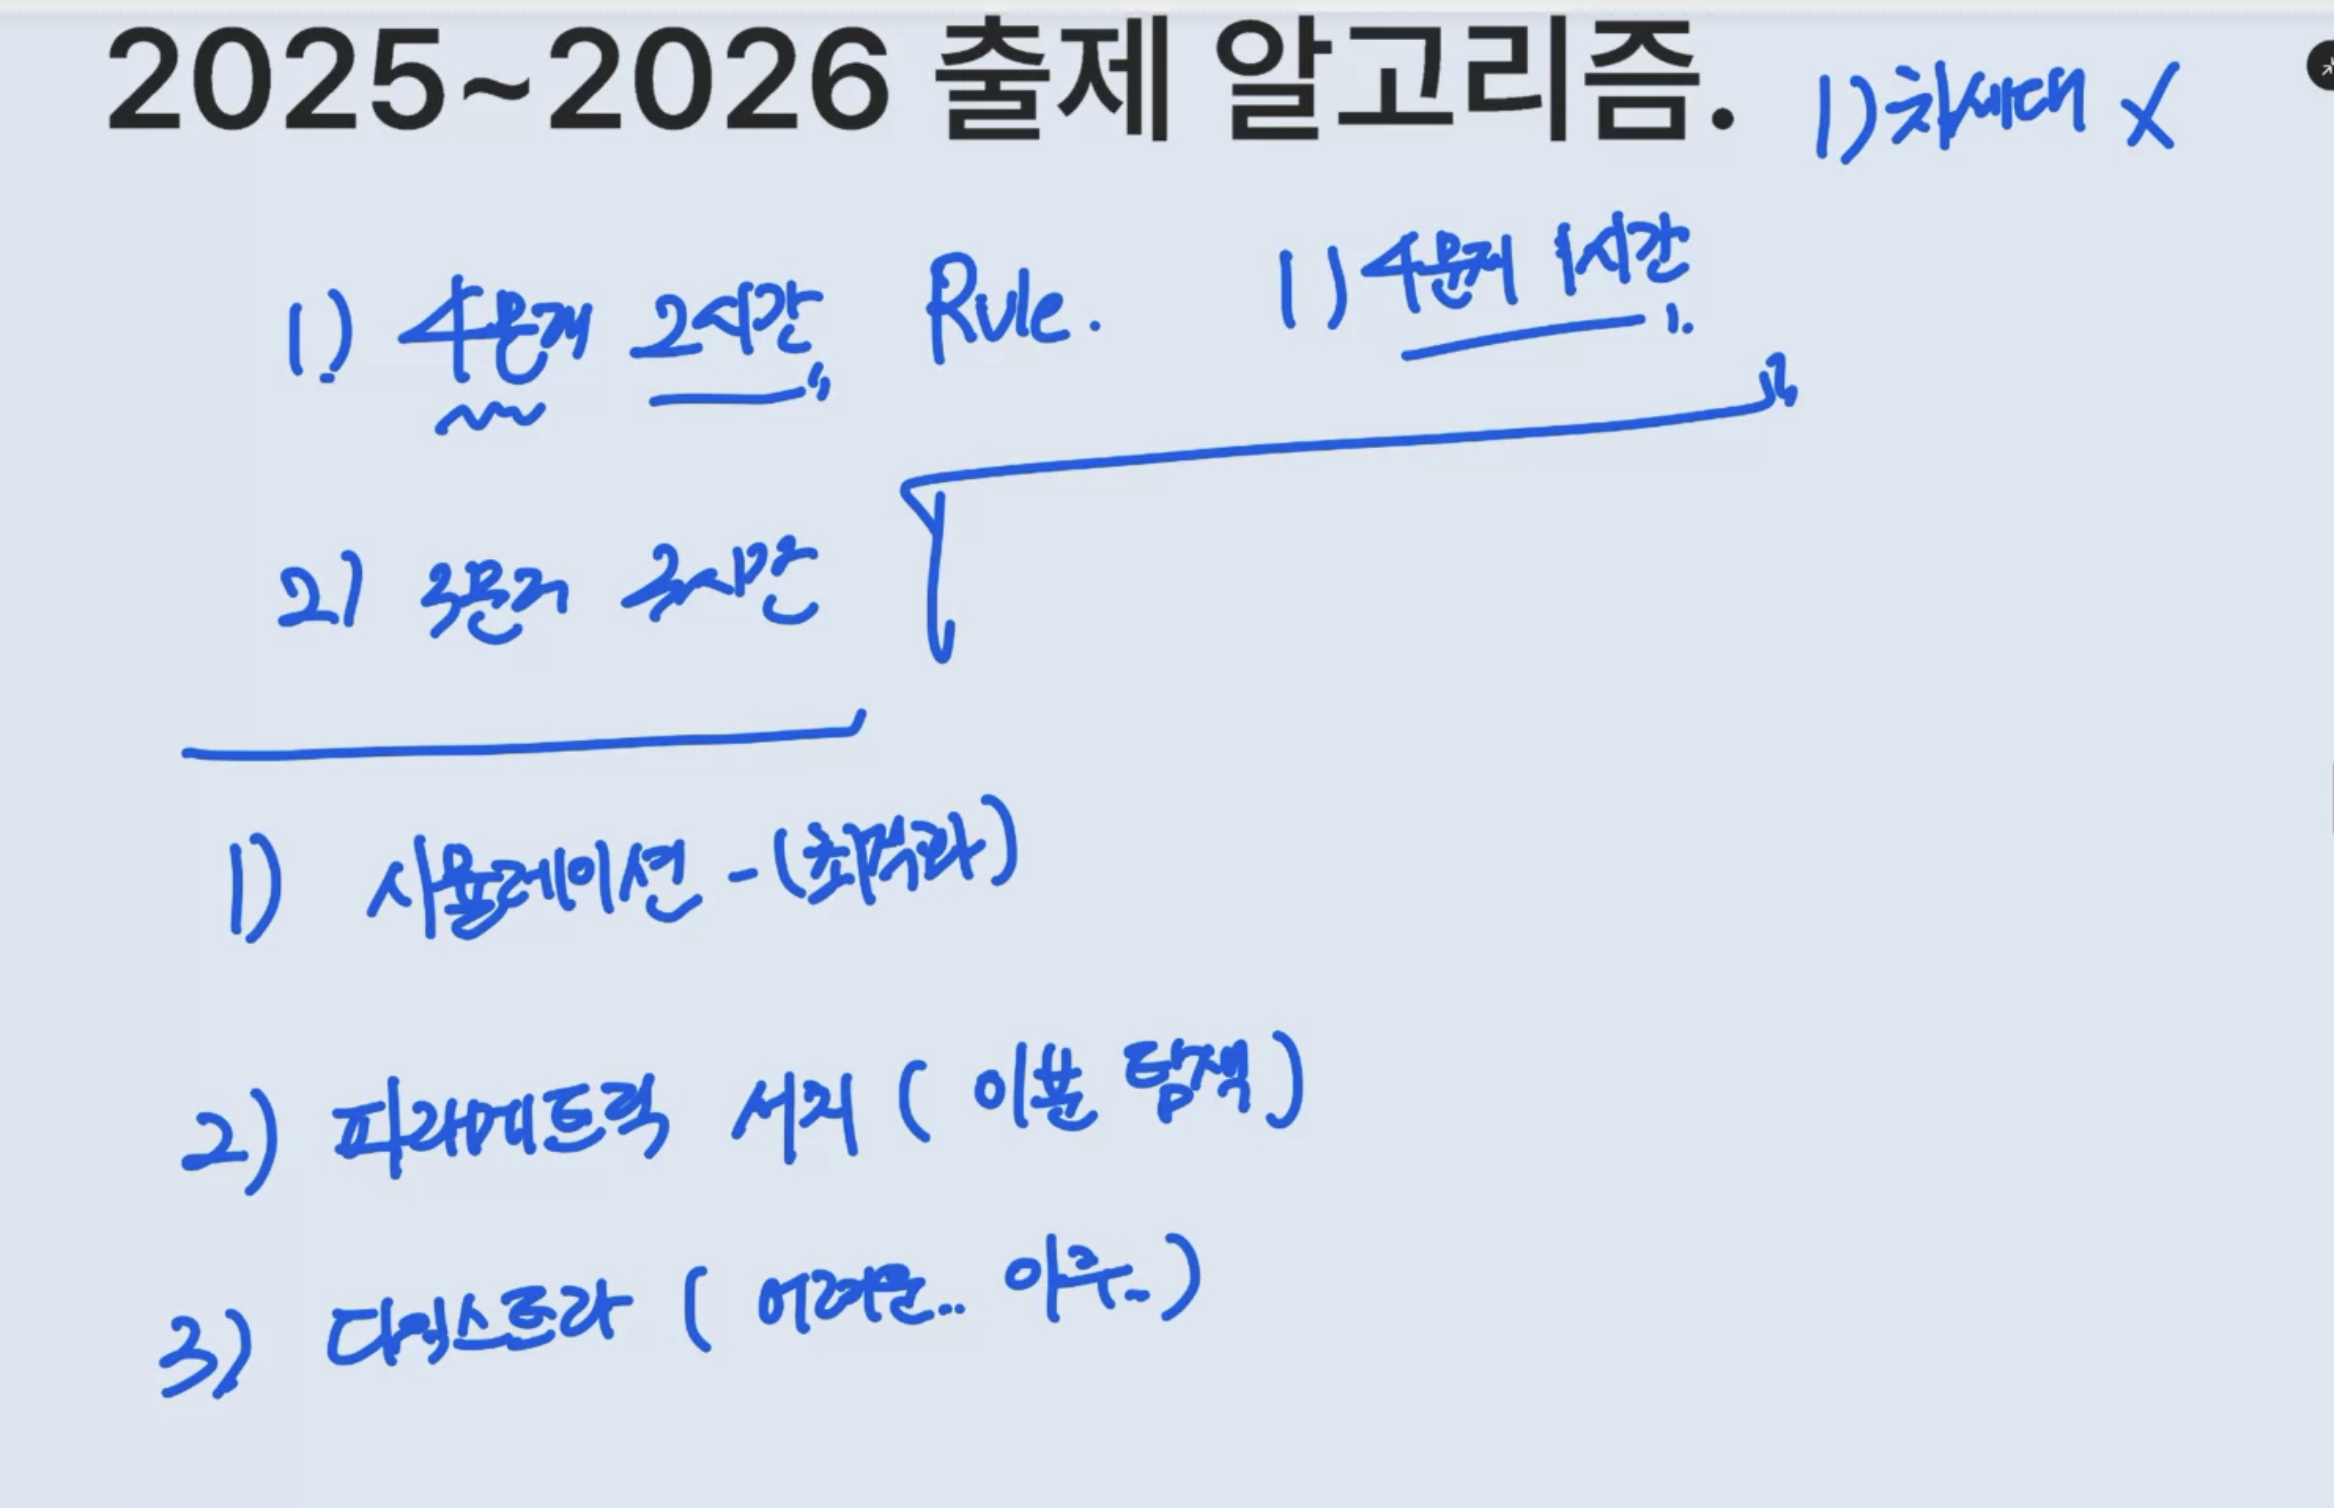 2025~2026 출제 알고리즘. 1) 차세대 X
1) 4문제 2시간 Rule. 1) 4문제 1시간
2) 3문제 3시간
1) 시뮬레이션 - (최적화)
2) 파라메트릭 서치 ( 이분 탐색 )
3) 다익스트라 ( 어려운.. 아주.. )